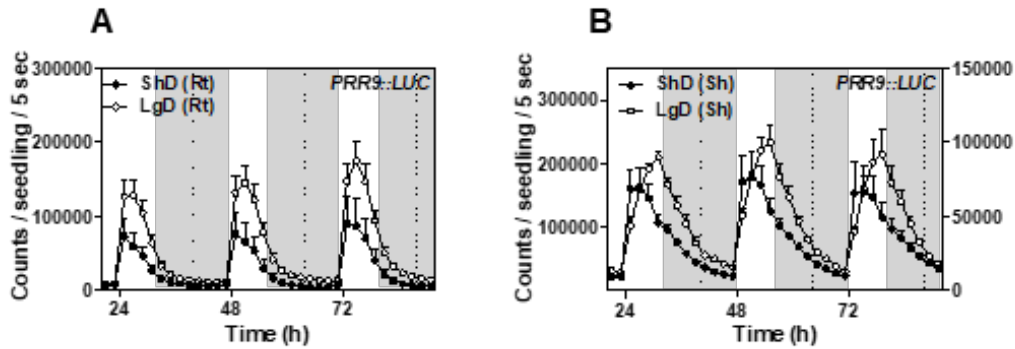 A
300000
200000
100000
0
Counts / seedling / 5 sec
ShD (Rt)
LgD (Rt)
PRR9::LUC
24
48
72
Time (h)
B
300000
200000
100000
Counts / seedling / 5 sec
ShD (Sh)
LgD (Sh)
PRR9::LUC
150000
100000
50000
0
24
48
72
Time (h)